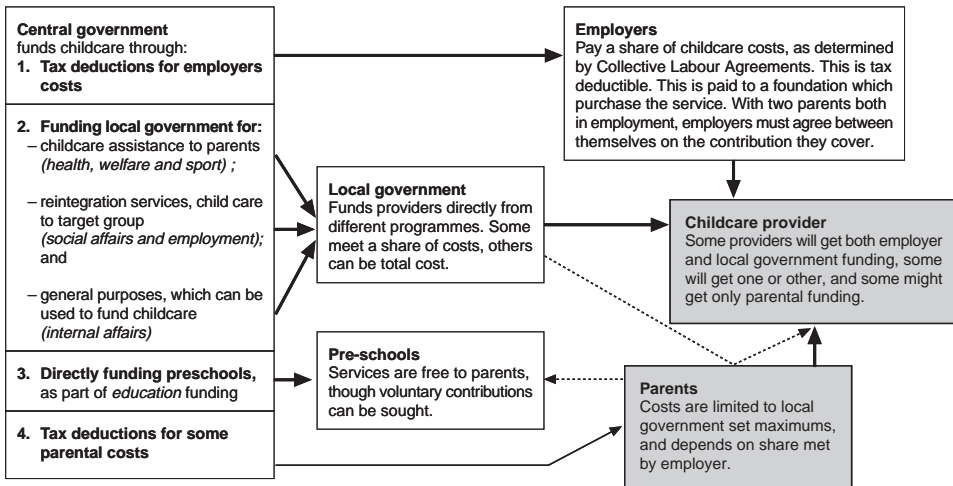 Central government
funds childcare through:
1. Tax deductions for employers
costs
2. Funding local government for:
– childcare assistance to parents
(health, welfare and sport) ;
– reintegration services, child care
to target group
(social affairs and employment);
and
– general purposes, which can be
used to fund childcare
(internal affairs)
3. Directly funding preschools,
as part of education funding
4. Tax deductions for some
parental costs
Local government
Funds providers directly from
different programmes. Some
meet a share of costs, others
can be total cost.
Pre-schools
Services are free to parents,
though voluntary contributions
can be sought.
Employers
Pay a share of childcare costs, as determined
by Collective Labour Agreements. This is tax
deductible. This is paid to a foundation which
purchase the service. With two parents both
in employment, employers must agree between
themselves on the contribution they cover.
Childcare provider
Some providers will get both employer
and local government funding, some
will get one or other, and some might
get only parental funding.
Parents
Costs are limited to local
government set maximums,
and depends on share met
by employer.